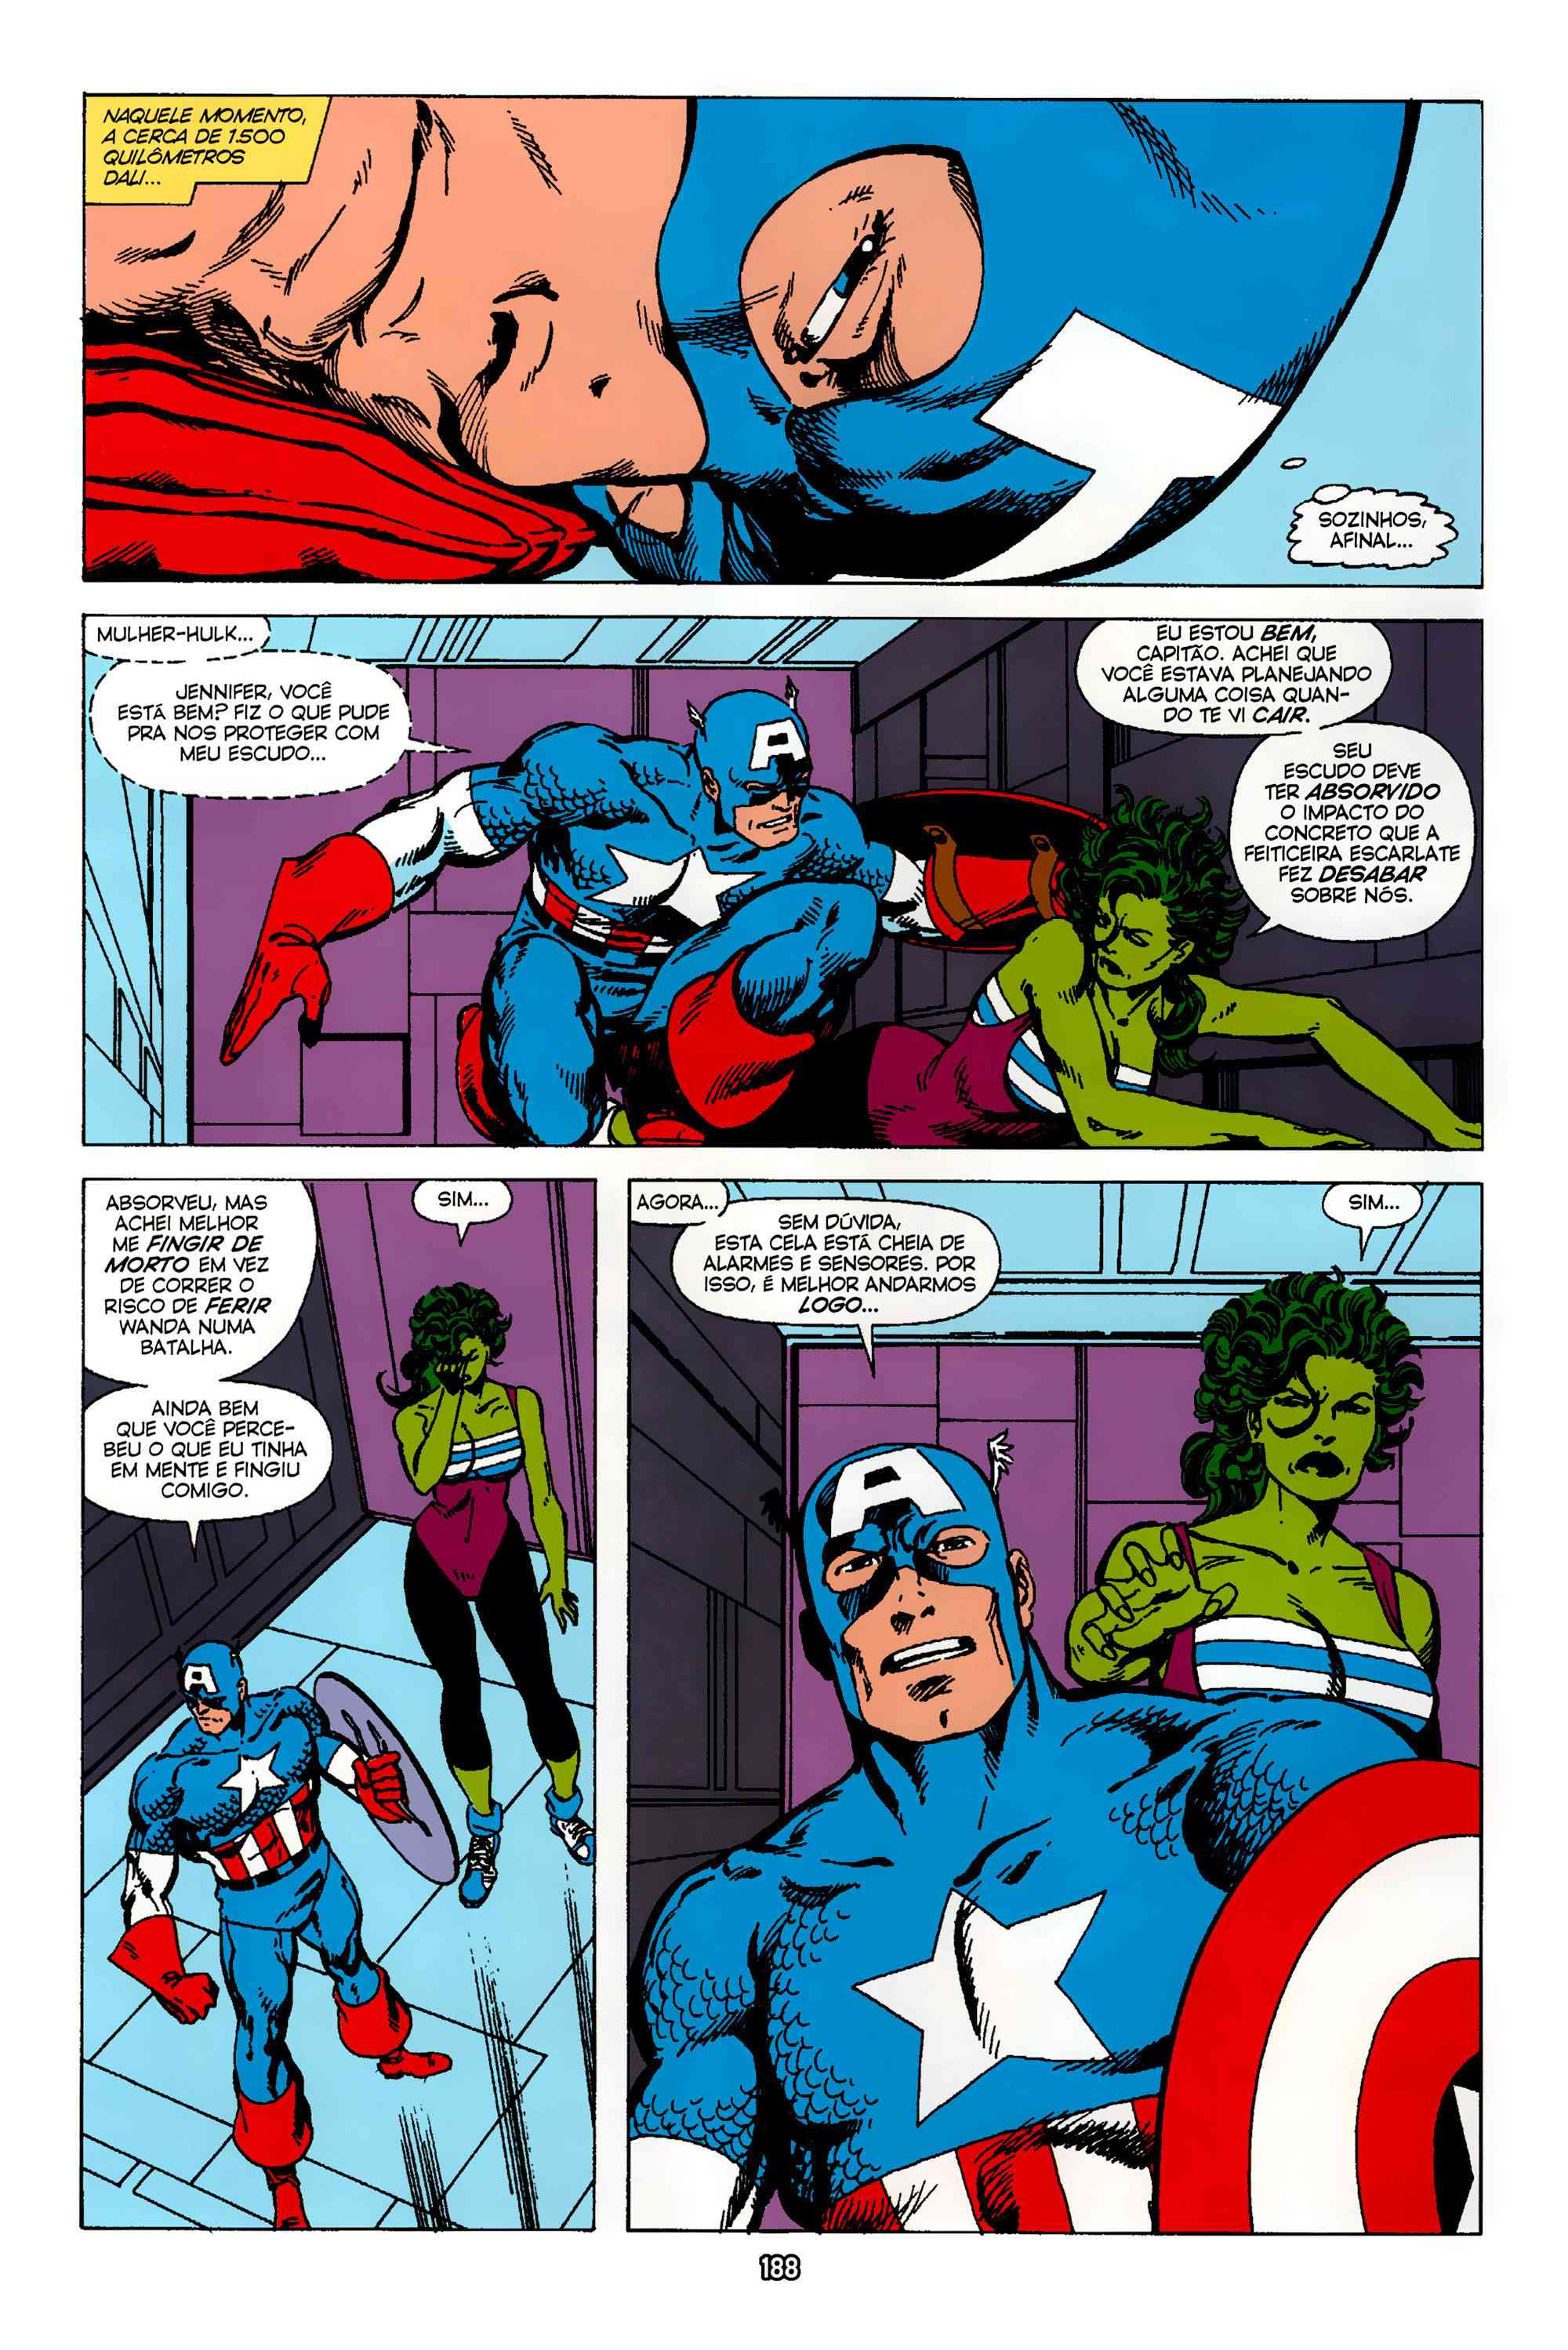 NAQUELE MOMENTO,
A CERCA DE 1.500
QUILÔMETROS
DALI...
SOZINHOS,
AFINAL...
MULHER-HULK...
JENNIFER, VOCÊ
ESTÁ BEM? FIZ O QUE PUDE
PRA NOS PROTEGER COM
MEU ESCUDO...
EU ESTOU BEM,
CAPITÃO. ACHEI QUE
VOCÊ ESTAVA PLANEJANDO
ALGUMA COISA QUAN-
DO TE VI CAIR.
SEU
ESCUDO DEVE
TER ABSORVIDO
O IMPACTO DO
CONCRETO QUE A
FEITICEIRA ESCARLATE
FEZ DESABAR
SOBRE NÓS.
A
ABSORVEU, MAS
ACHEI MELHOR
ME FINGIR DE
MORTO EM VEZ
DE CORRER O
RISCO DE FERIR
WANDA NUMA
BATALHA.
AINDA BEM
QUE VOCÊ PERCE-
BEU O QUE EU TINHA
EM MENTE E FINGIU
COMIGO.
SIM...
A
AGORA...
SEM DÚVIDA,
ESTA CELA ESTÁ CHEIA DE
ALARMES E SENSORES. POR
ISSO, É MELHOR ANDARMOS
LOGO...
SIM...
A
188